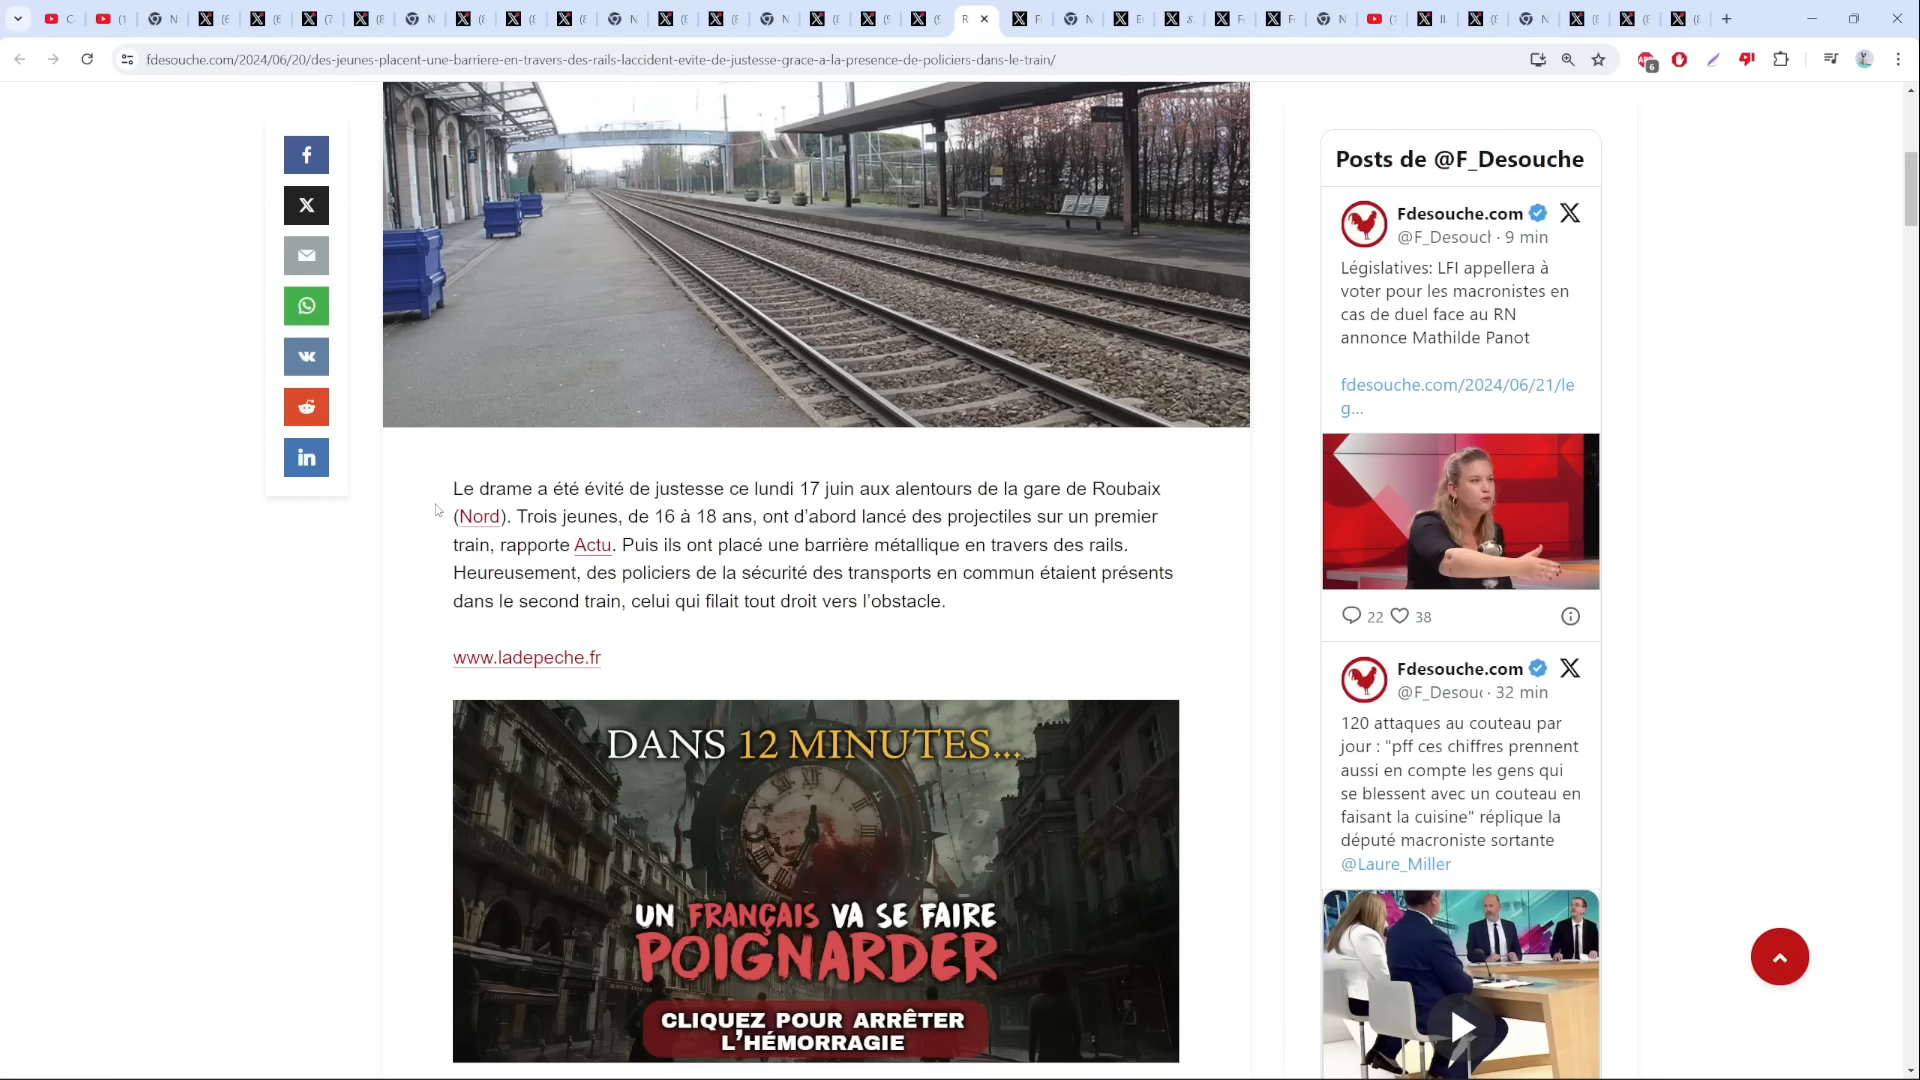 fdesouche.com/2024/06/20/des-jeunes-placent-une-barriere-en-travers-des-rails-laccident-evite-de-justesse-grace-a-la-presence-de-policiers-dans-le-train/
Le drame a été évité de justesse ce lundi 17 juin aux alentours de la gare de Roubaix
(Nord). Trois jeunes, de 16 à 18 ans, ont d’abord lancé des projectiles sur un premier
train, rapporte Actu. Puis ils ont placé une barrière métallique en travers des rails.
Heureusement, des policiers de la sécurité des transports en commun étaient présents
dans le second train, celui qui filait tout droit vers l’obstacle.
www.ladepeche.fr
DANS 12 MINUTES...
UN FRANÇAIS VA SE FAIRE
POIGNARDER
CLIQUEZ POUR ARRÊTER
L’HÉMORRAGIE
Posts de @F_Desouche
Fdesouche.com
@F_Desouch · 9 min
Législatives: LFI appellera à
voter pour les macronistes en
cas de duel face au RN
annonce Mathilde Panot
fdesouche.com/2024/06/21/le
g...
22 38
Fdesouche.com
@F_Desouc · 32 min
120 attaques au couteau par
jour : "pff ces chiffres prennent
aussi en compte les gens qui
se blessent avec un couteau en
faisant la cuisine" réplique la
député macroniste sortante
@Laure_Miller